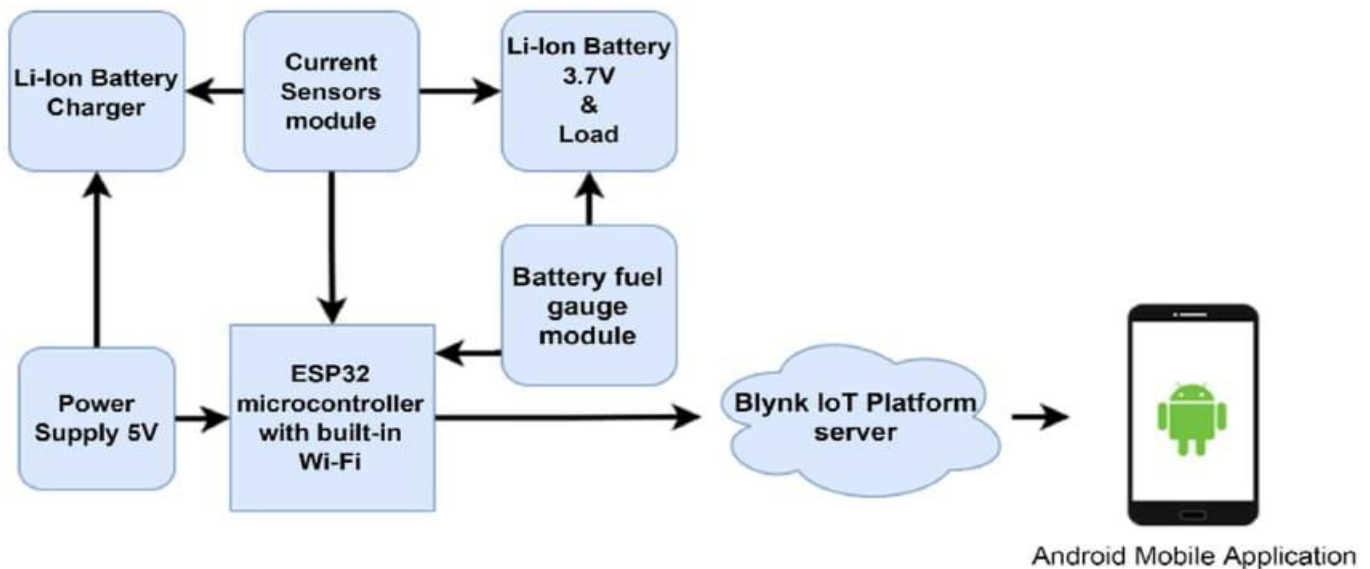 Li-Ion Battery
Charger
Current
Sensors
module
Li-Ion Battery
3.7V
&
Load
Battery fuel
gauge
module
Power
Supply 5V
ESP32
microcontroller
with built-in
Wi-Fi
Blynk IoT Platform
server
Android Mobile Application